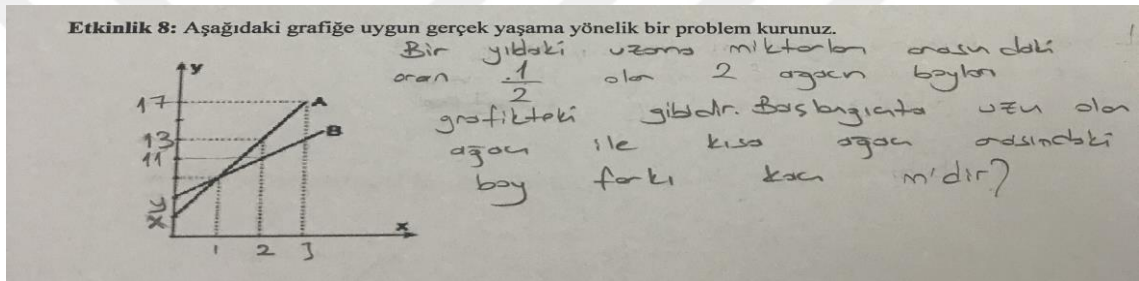 Etkinlik 8: Aşağıdaki grafiğe uygun gerçek yaşama yönelik bir problem kurunuz.
Bir yıldaki uzama miktarları arasındaki
oran 1/2 olan 2 ağacın boyları
grafikteki gibidir. Başlangıçta uzun olan
ağaç ile kısa ağacı arasındaki
boy farkı kaç m'dir?
y
17
A
B
13
11
x
1 2 3